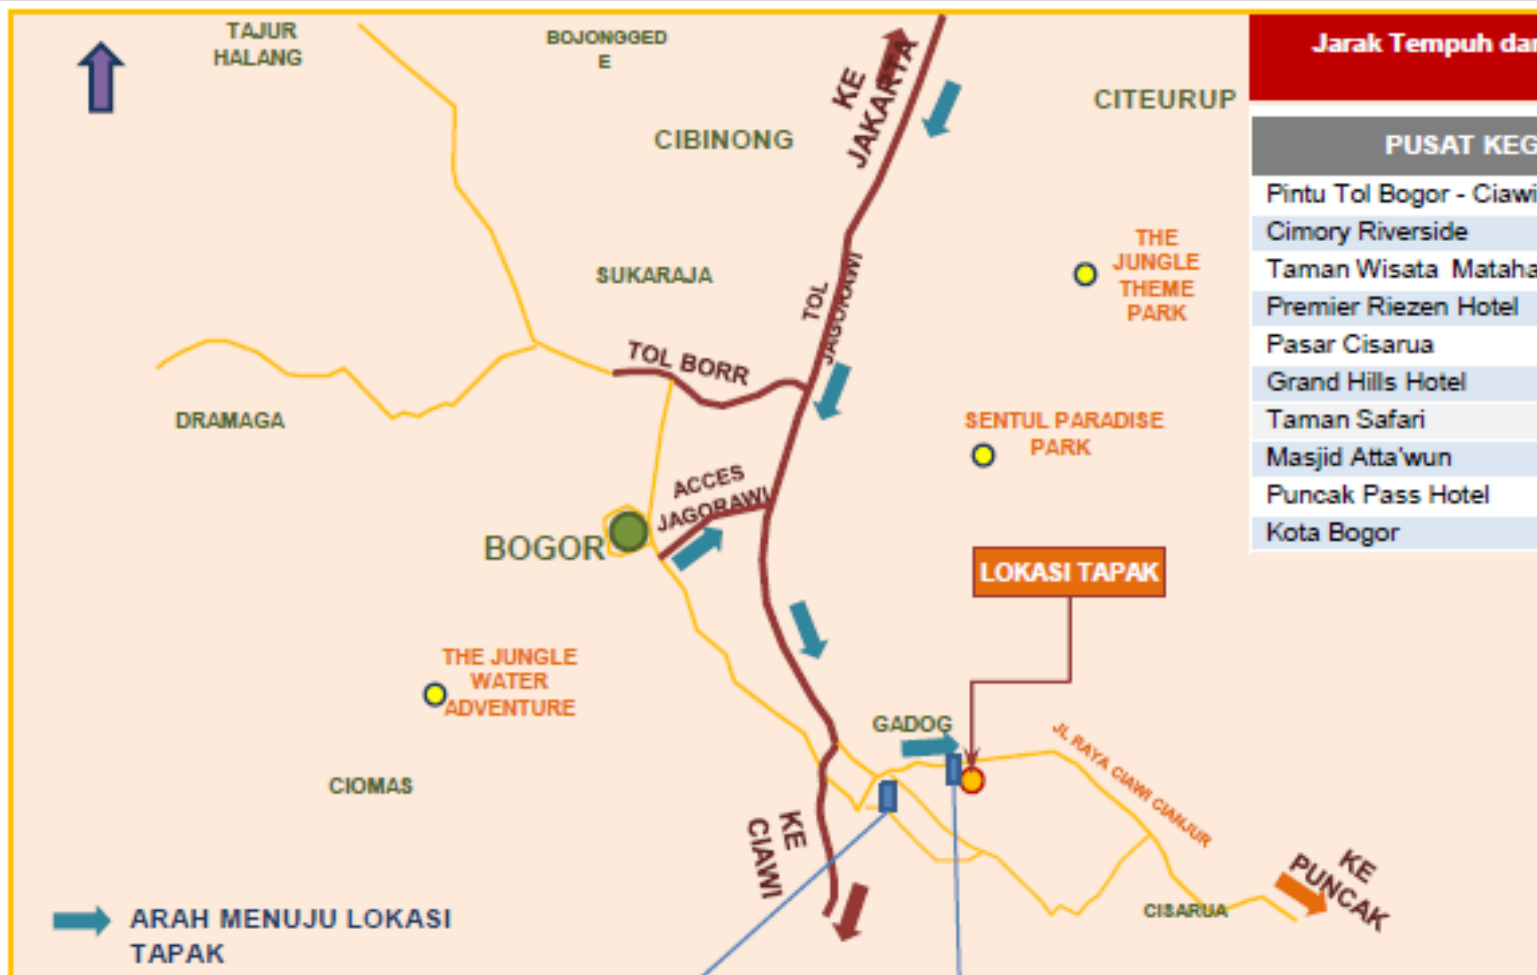 TAJUR
HALANG
BOJONGGED
E
KE
JAKARTA
CITEURUP
CIBINONG
Jarak Tempuh dar
PUSAT KEG
Pintu Tol Bogor - Ciawi
Cimory Riverside
Taman Wisata Mataha
Premier Riezen Hotel
Pasar Cisarua
Grand Hills Hotel
Taman Safari
Masjid Atta'wun
Puncak Pass Hotel
Kota Bogor
THE
JUNGLE
THEME
PARK
SUKARAJA
TOL
JAGORAWI
TOL BORR
DRAMAGA
SENTUL PARADISE
PARK
ACCES
JAGORAWI
BOGOR
LOKASI TAPAK
THE JUNGLE
WATER
ADVENTURE
GADOG
JL RAYA CIAWI CIANJUR
CIOMAS
KE
CIAWI
KE
PUNCAK
CISARUA
ARAH MENUJU LOKASI
TAPAK